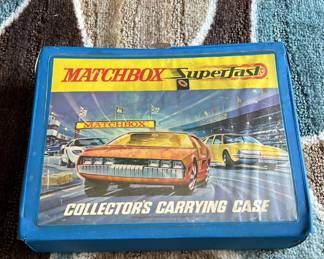 MATCHBOX Superfast
MATCHBOX
COLLECTOR'S CARRYING CASE